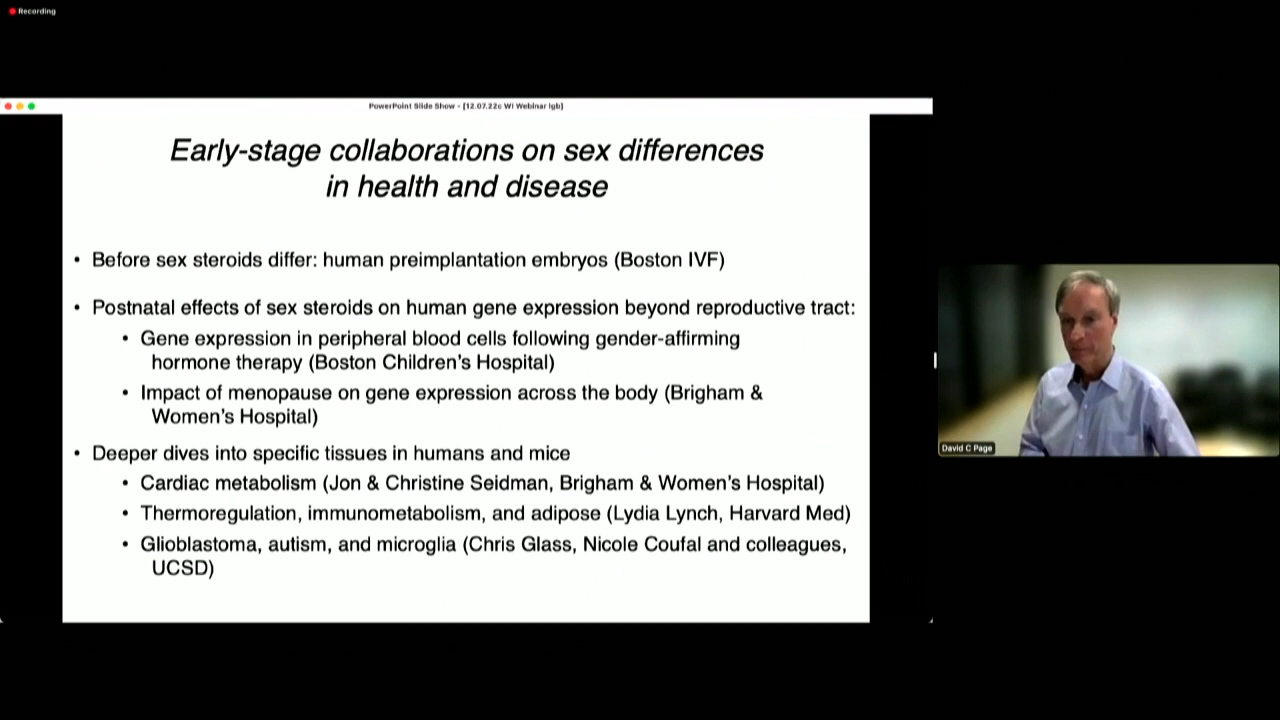 Recording
PowerPoint Slide Show - [12.07.22c WI Webinar lgb]
Early-stage collaborations on sex differences
in health and disease
• Before sex steroids differ: human preimplantation embryos (Boston IVF)
• Postnatal effects of sex steroids on human gene expression beyond reproductive tract:
• Gene expression in peripheral blood cells following gender-affirming
hormone therapy (Boston Children's Hospital)
• Impact of menopause on gene expression across the body (Brigham &
Women's Hospital)
• Deeper dives into specific tissues in humans and mice
• Cardiac metabolism (Jon & Christine Seidman, Brigham & Women's Hospital)
• Thermoregulation, immunometabolism, and adipose (Lydia Lynch, Harvard Med)
• Glioblastoma, autism, and microglia (Chris Glass, Nicole Coufal and colleagues,
UCSD)
David C Page